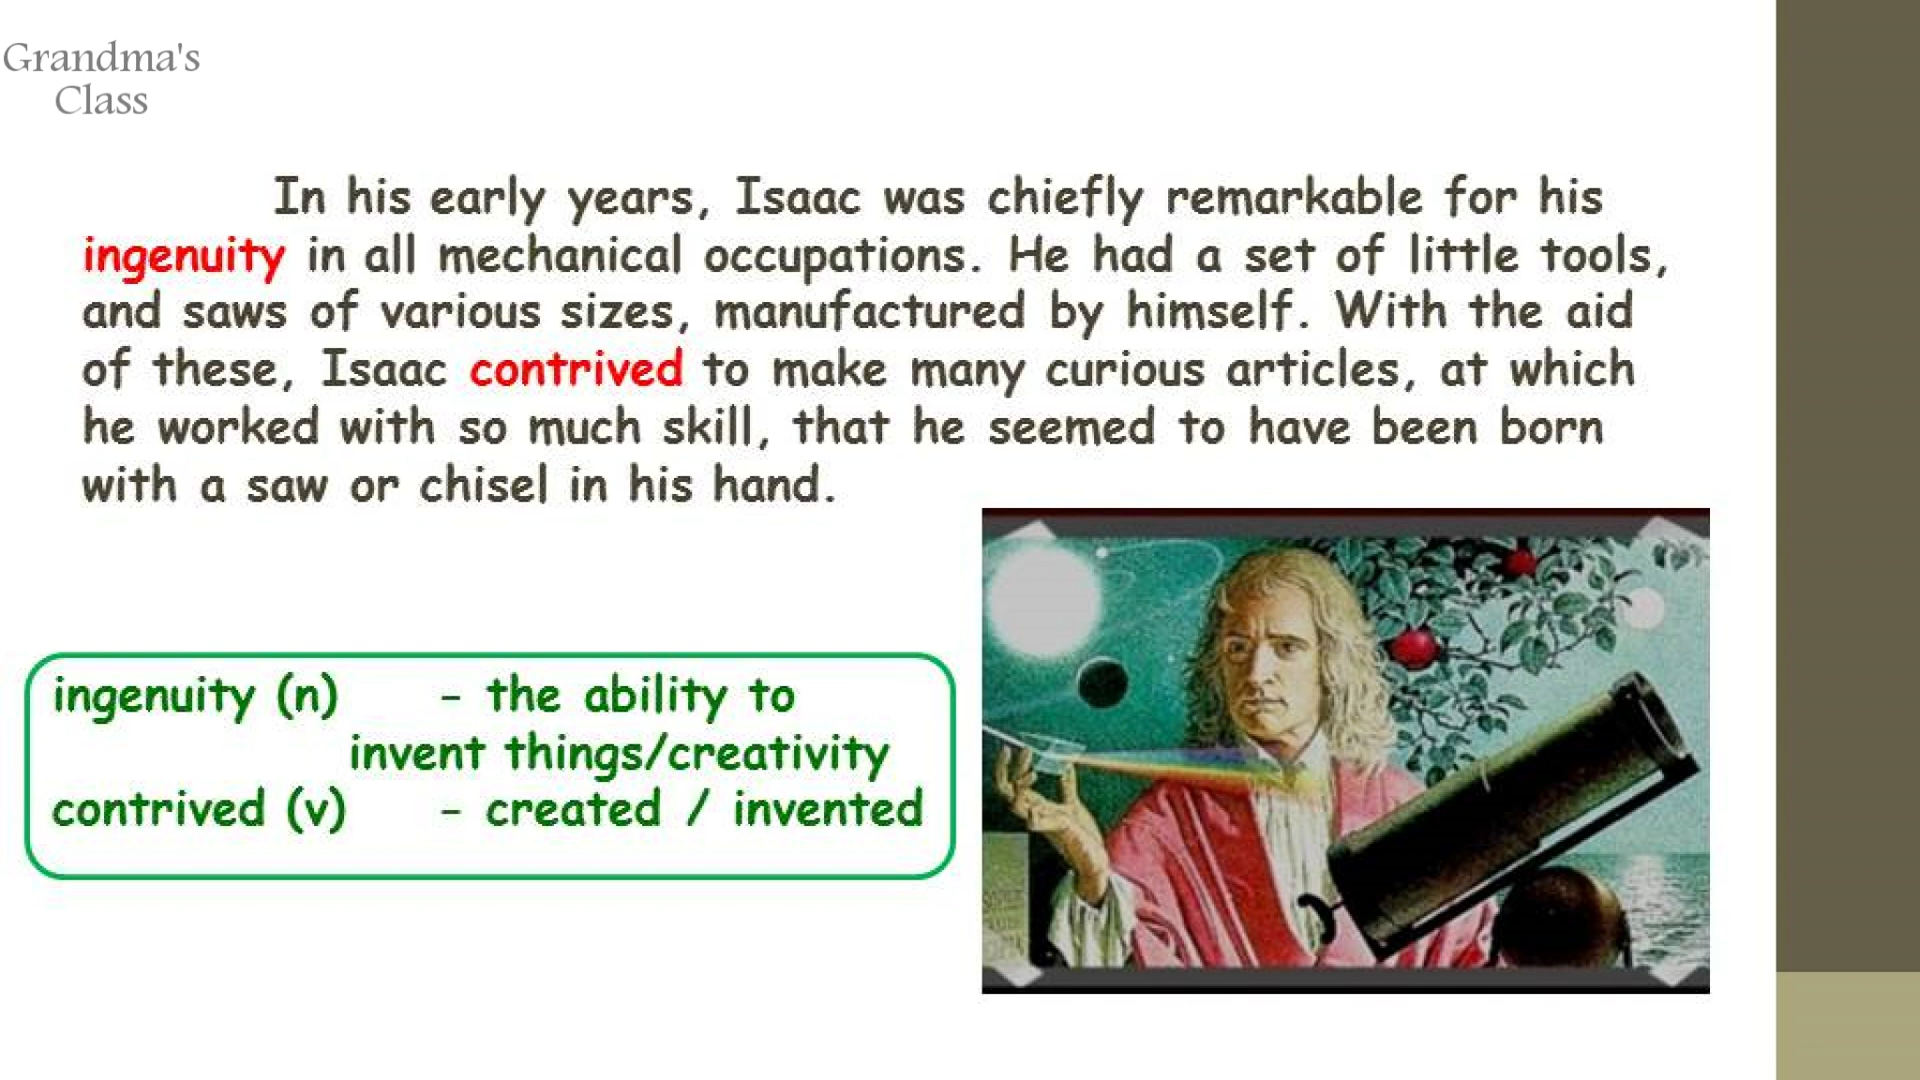 Grandma's
Class
In his early years, Isaac was chiefly remarkable for his
ingenuity in all mechanical occupations. He had a set of little tools,
and saws of various sizes, manufactured by himself. With the aid
of these, Isaac contrived to make many curious articles, at which
he worked with so much skill, that he seemed to have been born
with a saw or chisel in his hand.
ingenuity (n) - the ability to
invent things/creativity
contrived (v) - created / invented